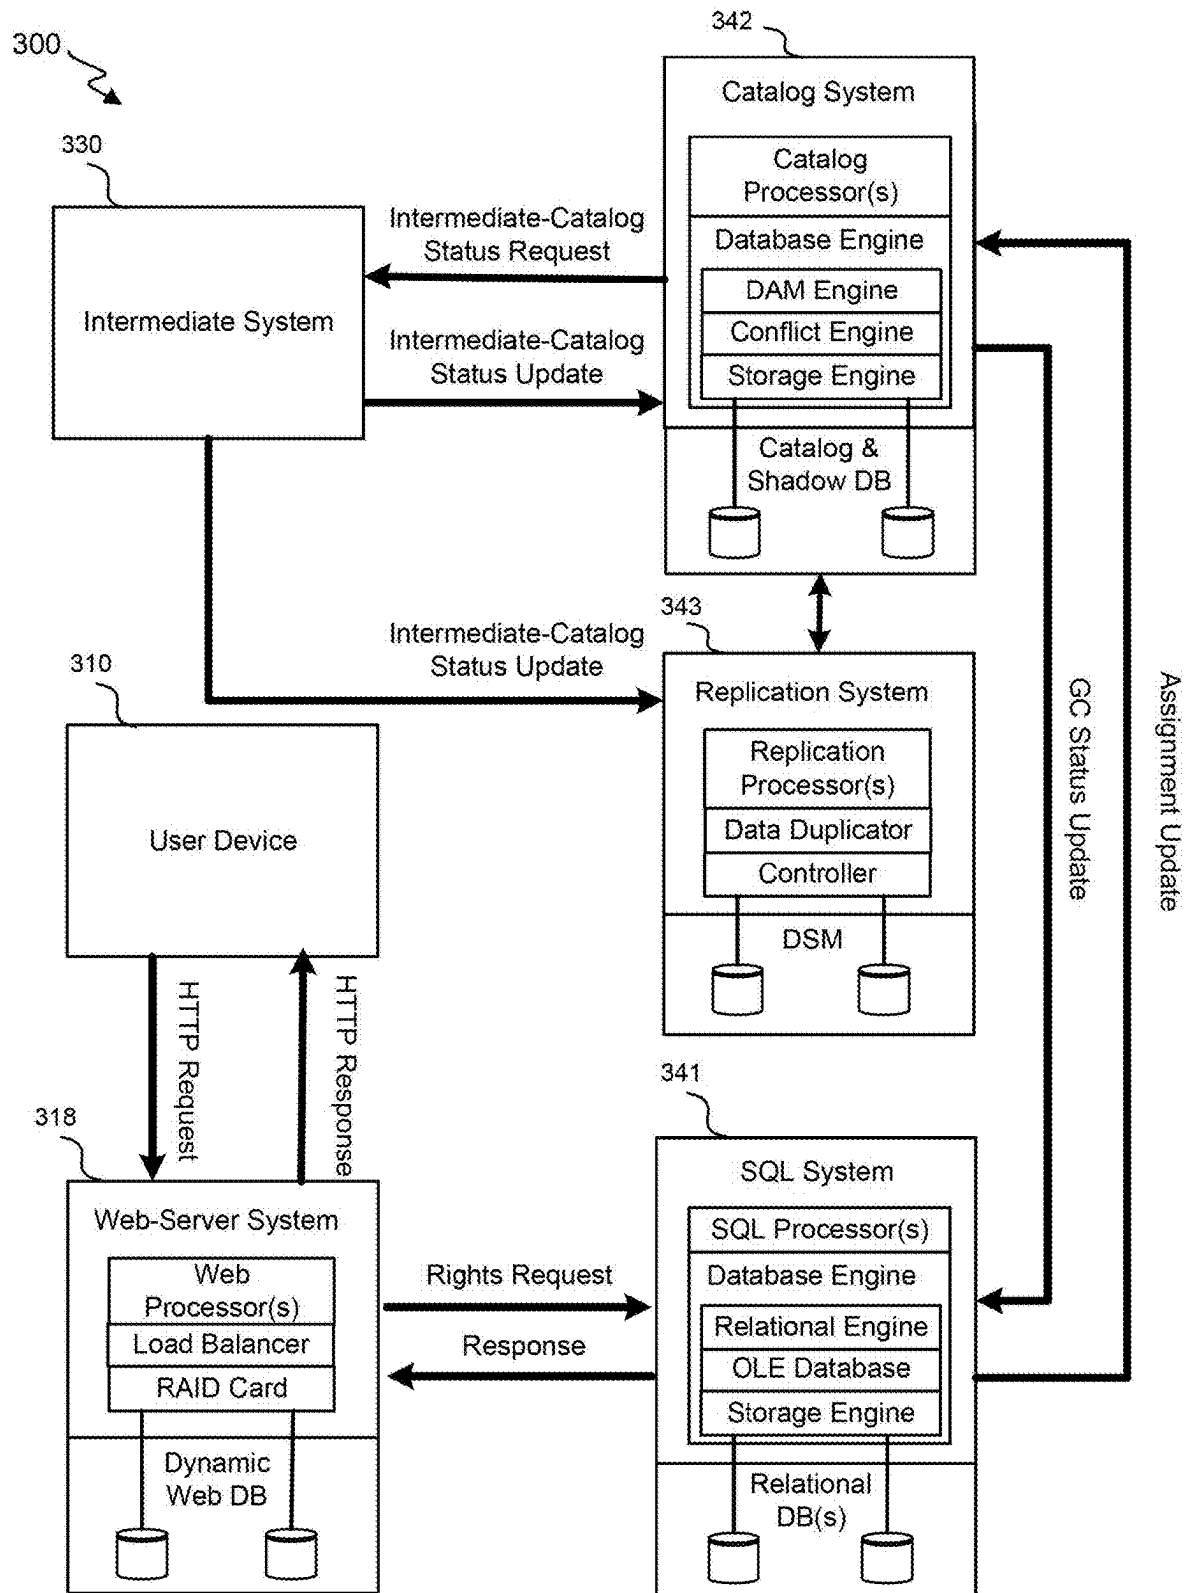 300
342
Catalog System
Catalog
Processor(s)
Database Engine
DAM Engine
Conflict Engine
Storage Engine
Catalog &
Shadow DB
330
Intermediate System
Intermediate-Catalog
Status Request
Intermediate-Catalog
Status Update
Intermediate-Catalog
Status Update
343
Replication System
Replication
Processor(s)
Data Duplicator
Controller
DSM
GC Status Update
Assignment Update
310
User Device
HTTP Request
HTTP Response
318
Web-Server System
Web
Processor(s)
Load Balancer
RAID Card
Dynamic
Web DB
Rights Request
Response
341
SQL System
SQL Processor(s)
Database Engine
Relational Engine
OLE Database
Storage Engine
Relational
DB(s)